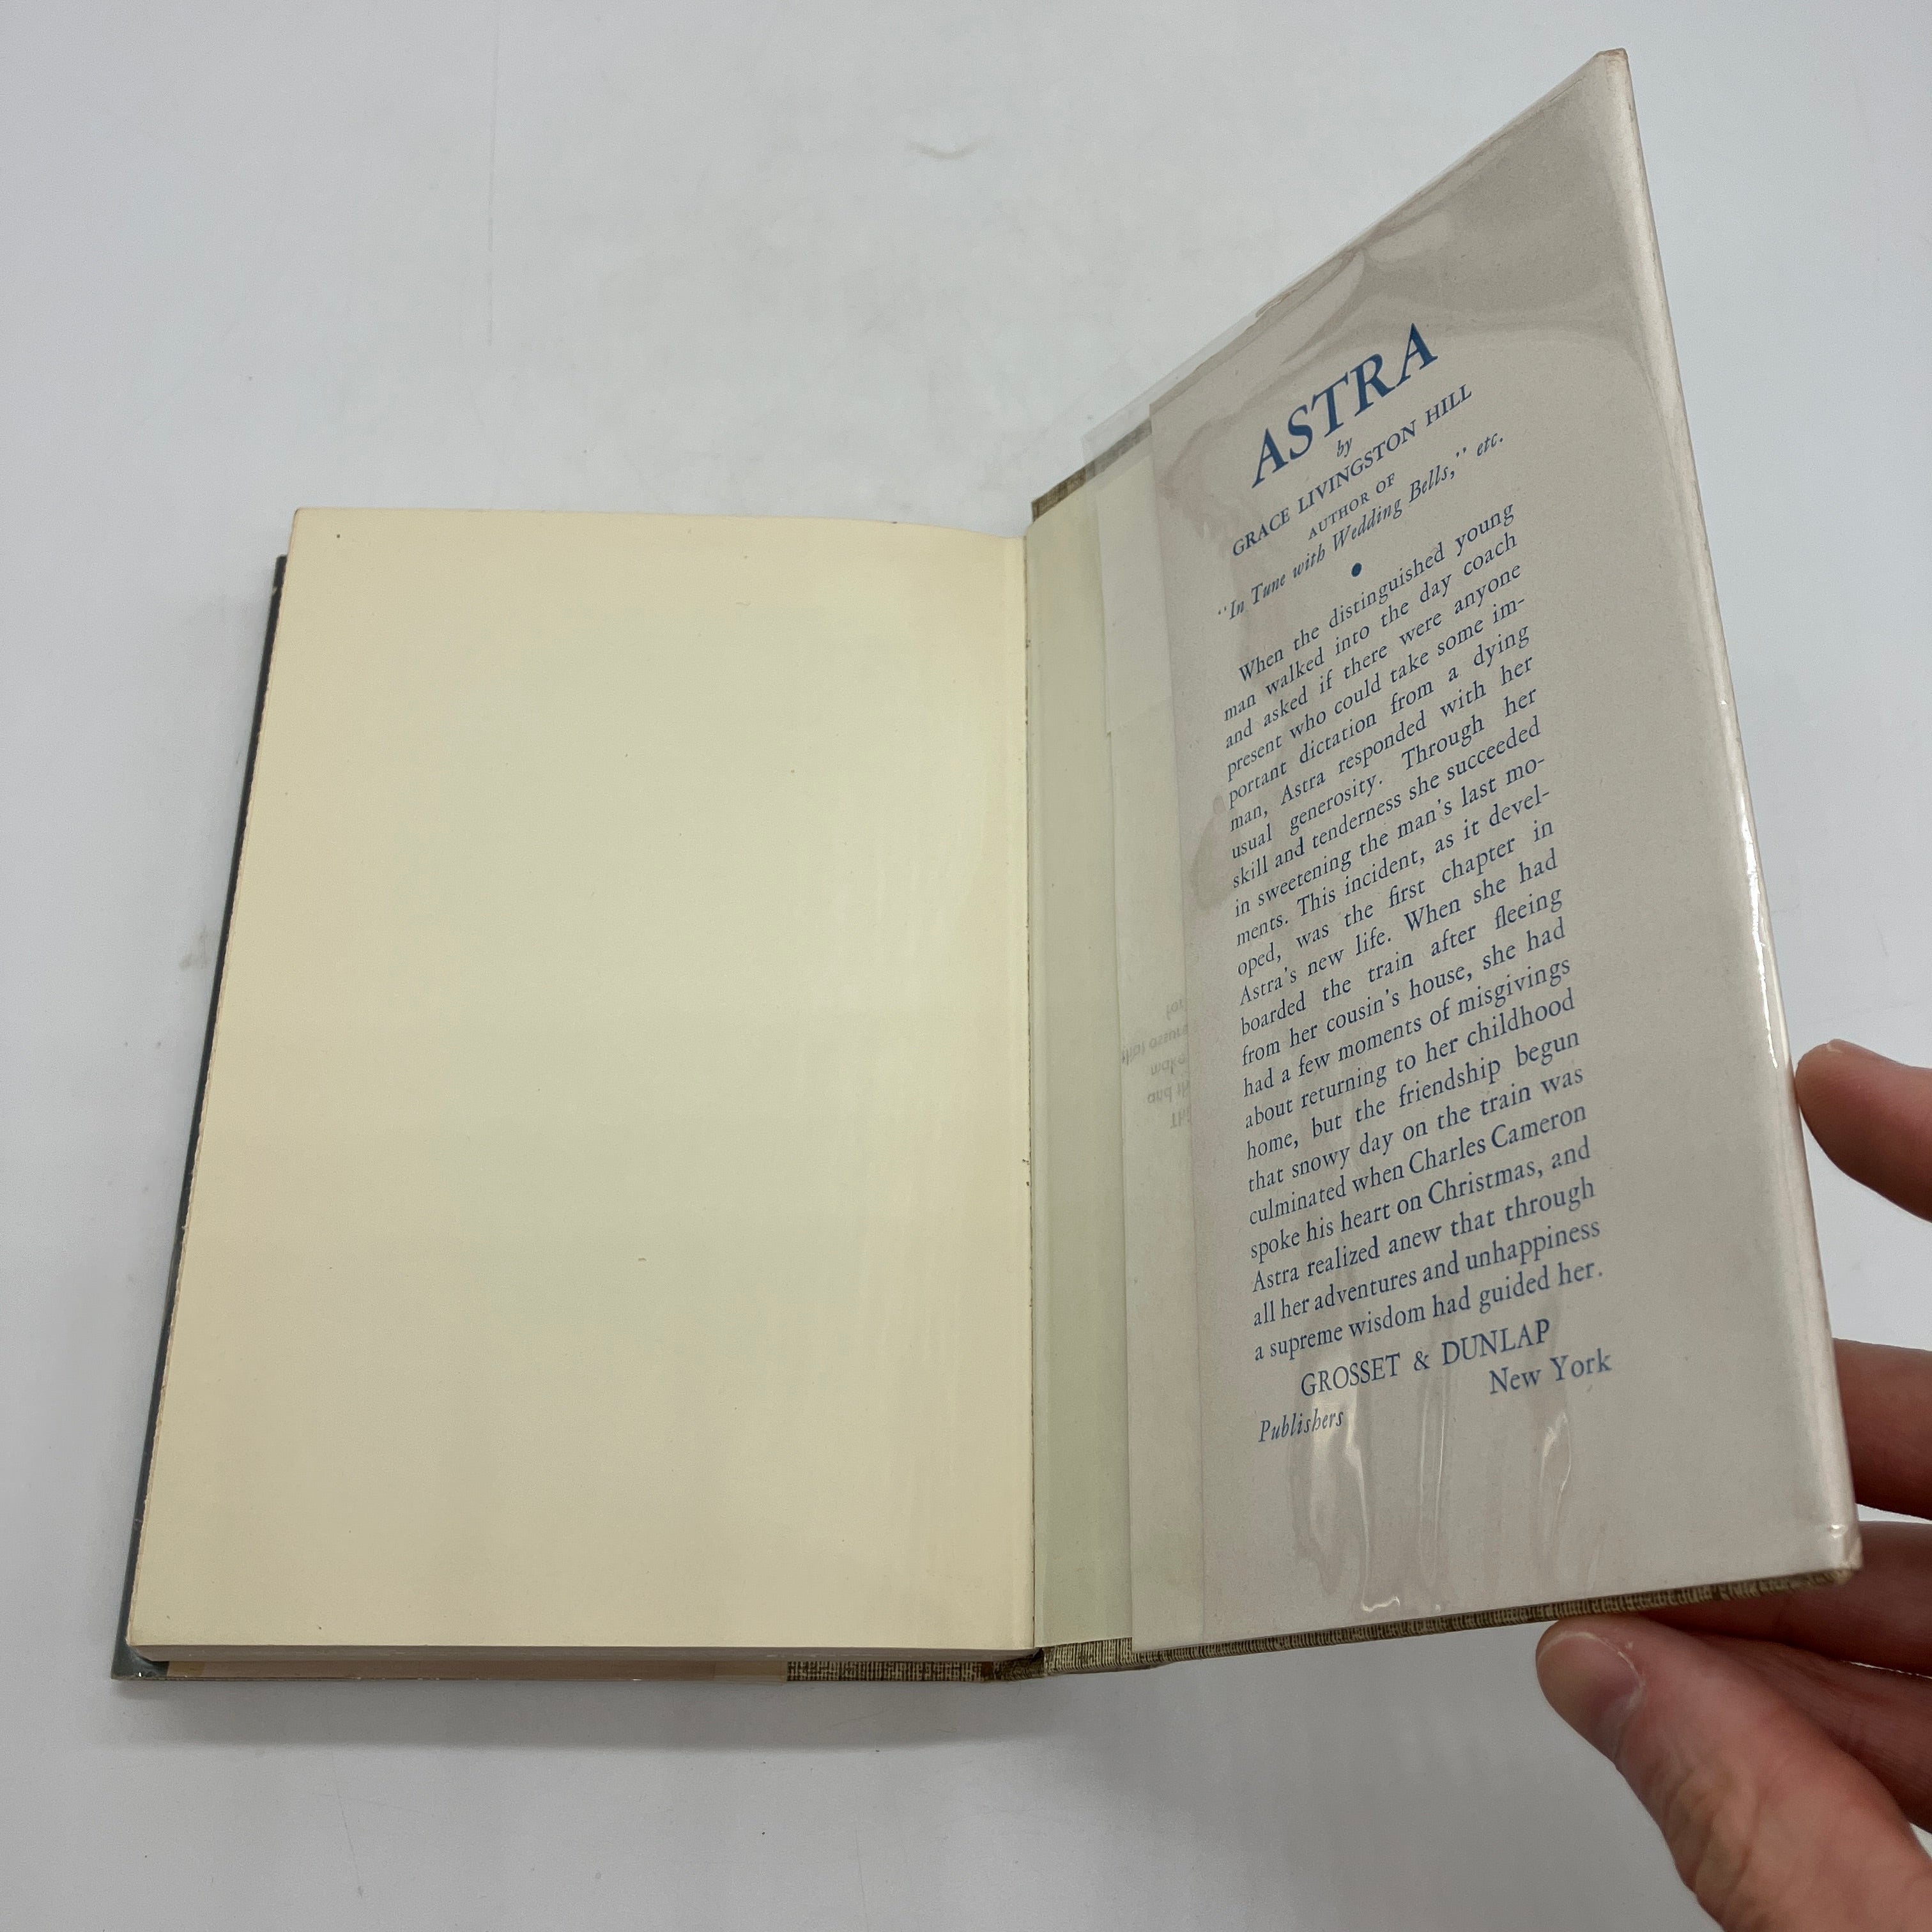 ASTRA
by
GRACE LIVINGSTON HILL
AUTHOR OF
"In Tune with Wedding Bells," etc.
When the distinguished young
man walked into the day coach
and asked if there were anyone
present who could take some im-
portant dictation from a dying
man, Astra responded with her
usual generosity. Through her
skill and tenderness she succeeded
in sweetening the man's last mo-
ments. This incident, as it devel-
oped, was the first chapter in
Astra's new life. When she had
boarded the train after fleeing
from her cousin's house, she had
had a few moments of misgivings
about returning to her childhood
home, but the friendship begun
that snowy day on the train was
culminated when Charles Cameron
spoke his heart on Christmas, and
Astra realized anew that through
all her adventures and unhappiness
a supreme wisdom had guided her.
GROSSET & DUNLAP
Publishers New York